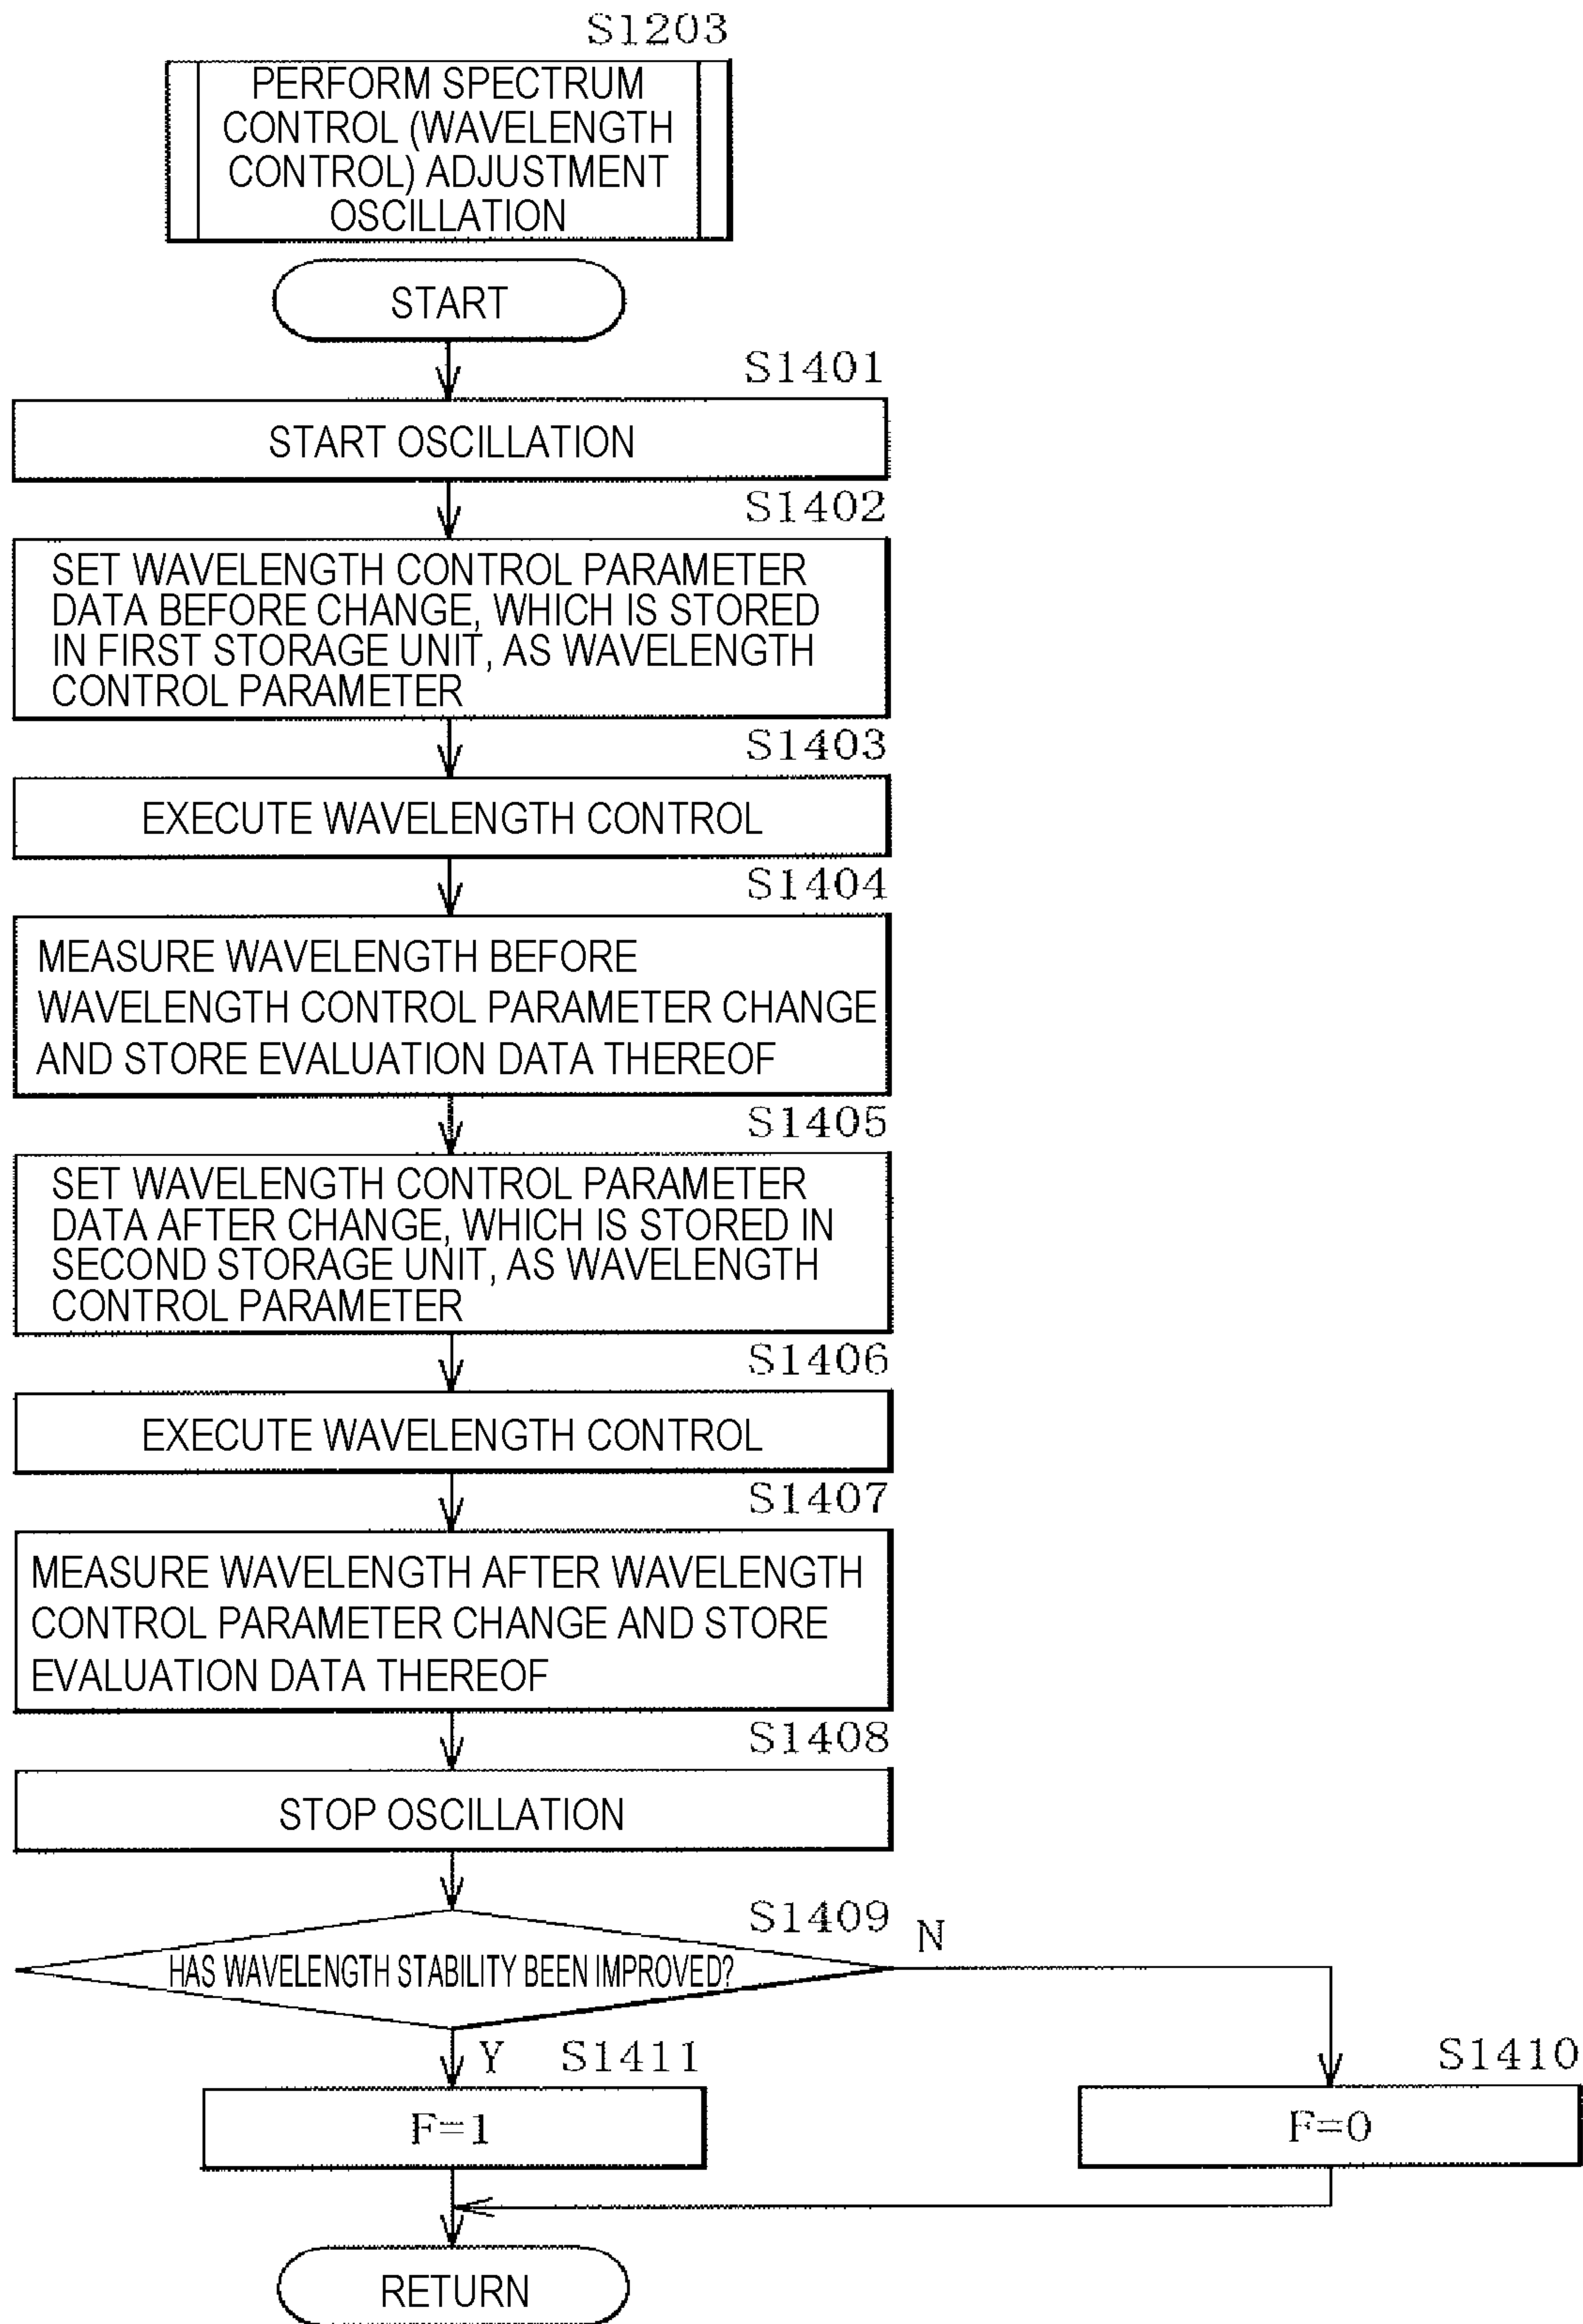 S1203
PERFORM SPECTRUM
CONTROL (WAVELENGTH
CONTROL) ADJUSTMENT
OSCILLATION
START
S1401
START OSCILLATION
S1402
SET WAVELENGTH CONTROL PARAMETER
DATA BEFORE CHANGE, WHICH IS STORED
IN FIRST STORAGE UNIT, AS WAVELENGTH
CONTROL PARAMETER
S1403
EXECUTE WAVELENGTH CONTROL
S1404
MEASURE WAVELENGTH BEFORE
WAVELENGTH CONTROL PARAMETER CHANGE
AND STORE EVALUATION DATA THEREOF
S1405
SET WAVELENGTH CONTROL PARAMETER
DATA AFTER CHANGE, WHICH IS STORED IN
SECOND STORAGE UNIT, AS WAVELENGTH
CONTROL PARAMETER
S1406
EXECUTE WAVELENGTH CONTROL
S1407
MEASURE WAVELENGTH AFTER WAVELENGTH
CONTROL PARAMETER CHANGE AND STORE
EVALUATION DATA THEREOF
S1408
STOP OSCILLATION
S1409
N
HAS WAVELENGTH STABILITY BEEN IMPROVED?
Y
S1411
S1410
F=1
F=0
RETURN